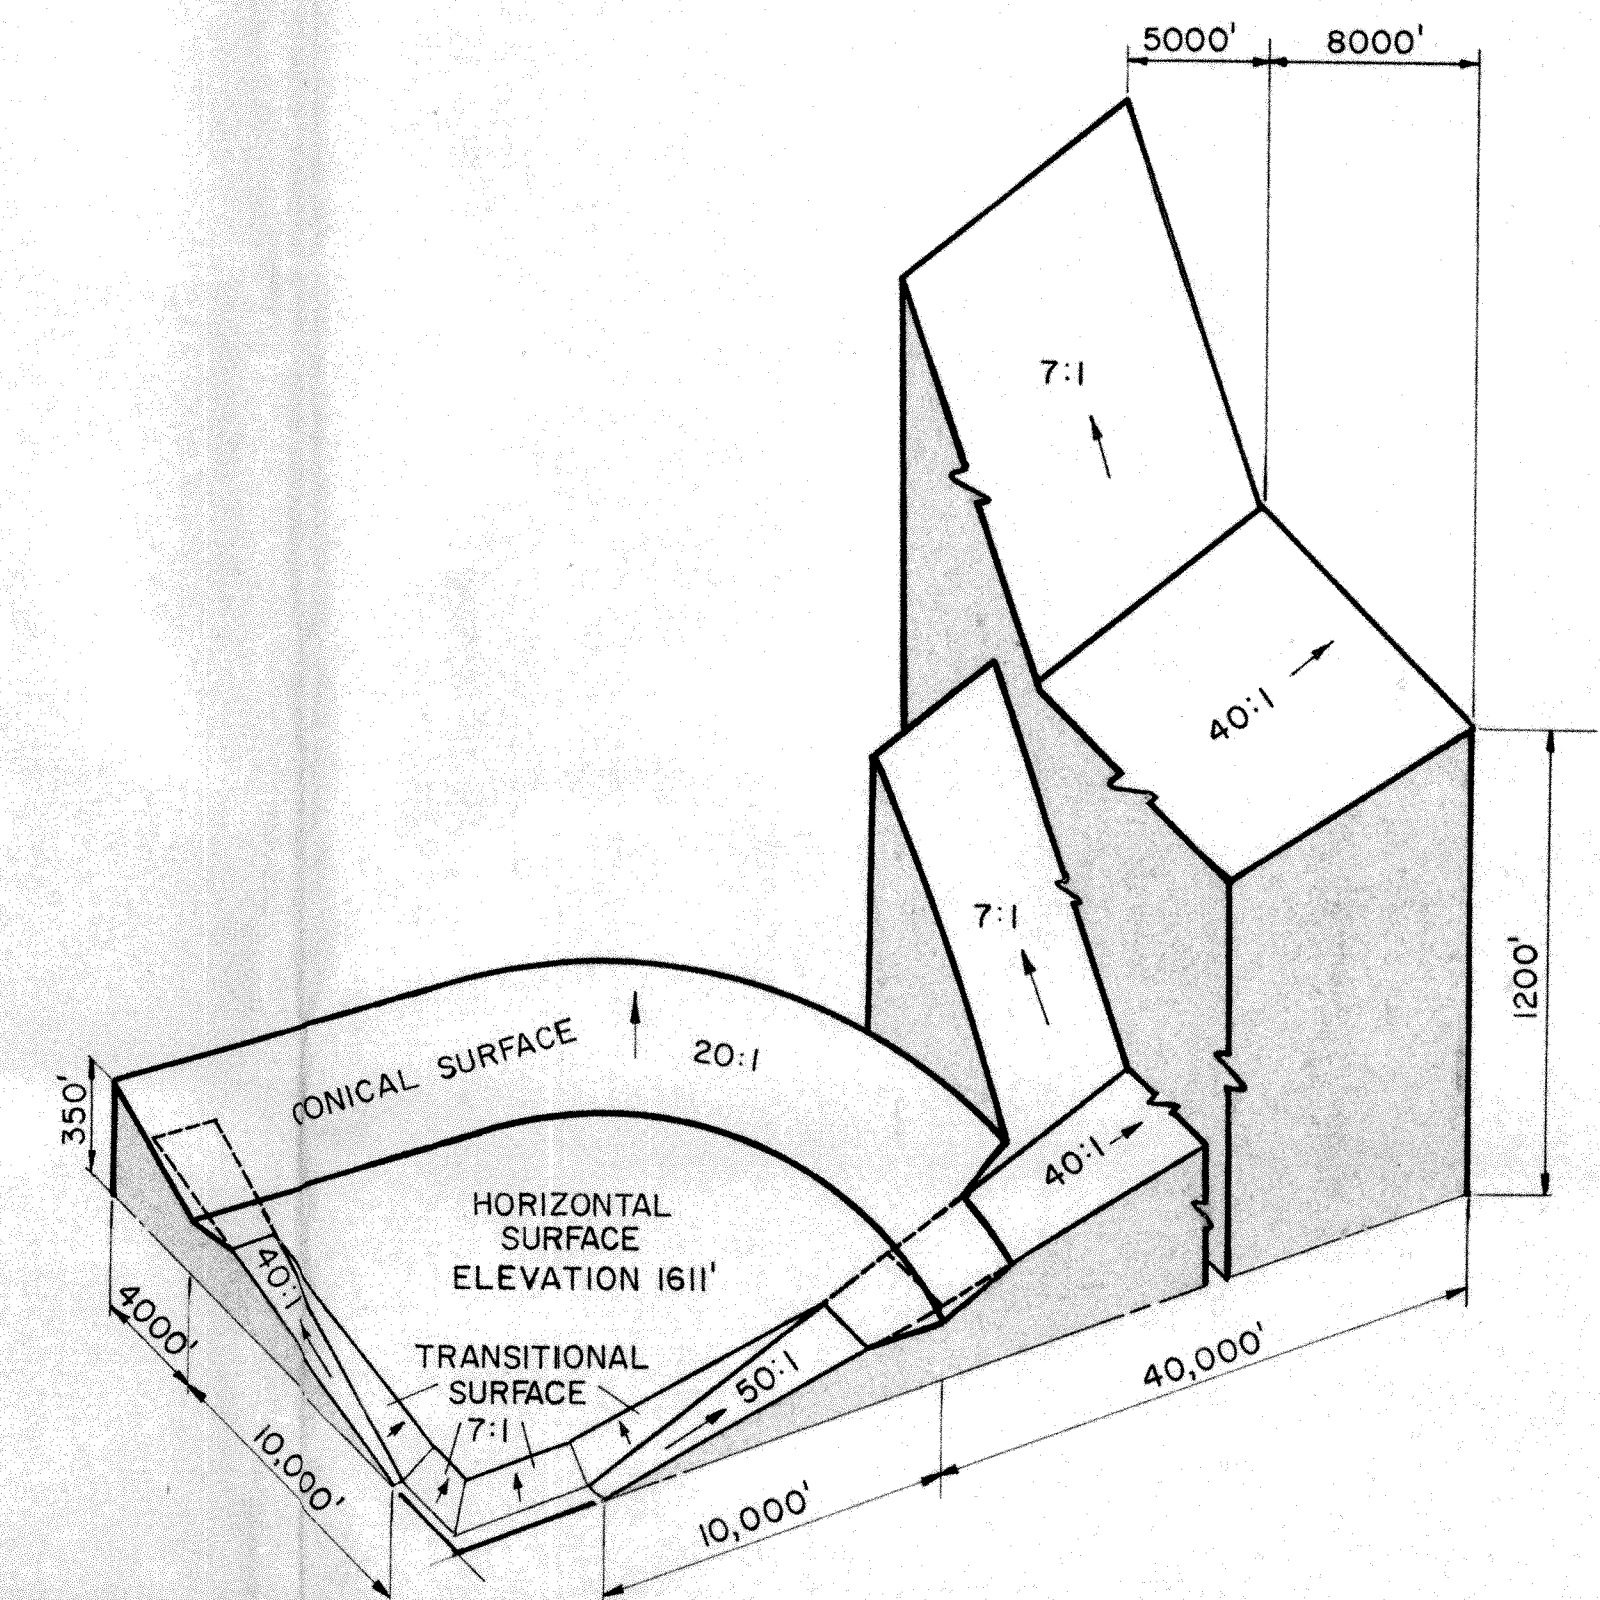 5000'
8000'
7:1
40:1
7:1
1200'
CONICAL SURFACE
20:1
350'
40:1
HORIZONTAL
SURFACE
ELEVATION 1611'
40:1
4000'
TRANSITIONAL
SURFACE
7:1
50:1
40,000'
10,000'
10,000'